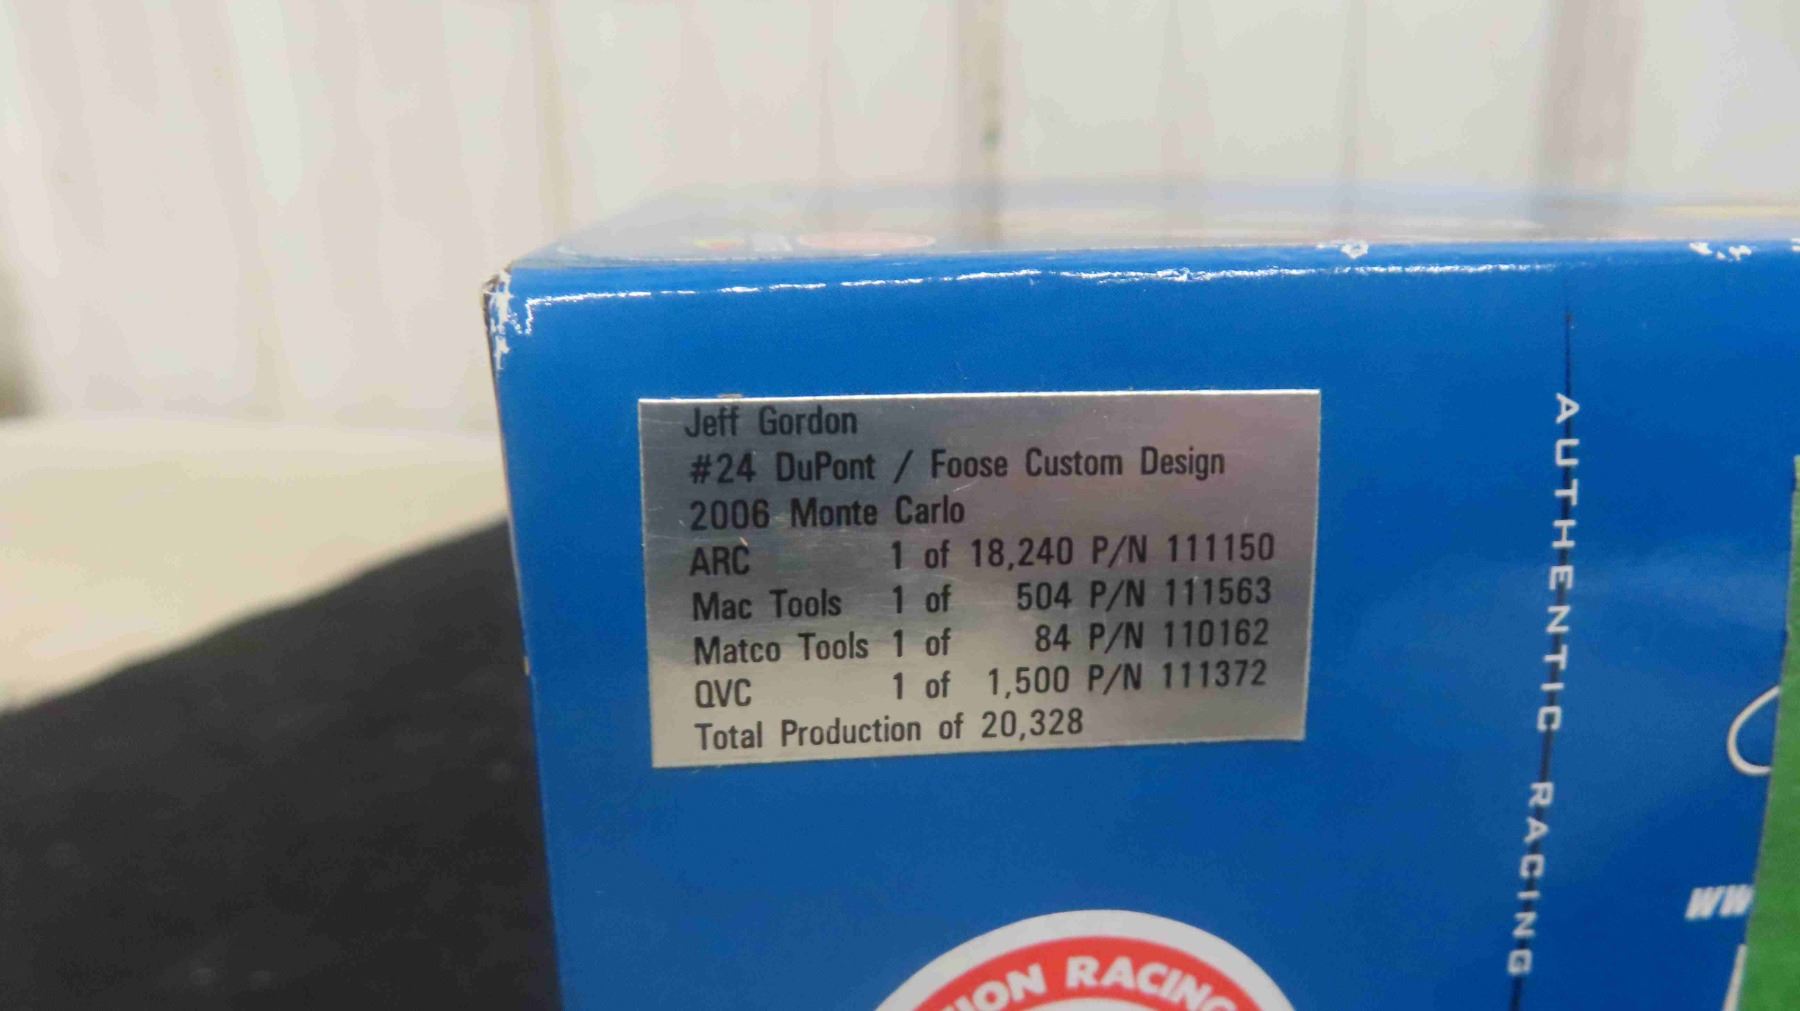 Jeff Gordon
#24 DuPont / Foose Custom Design
2006 Monte Carlo
ARC 1 of 18,240 P/N 111150
Mac Tools 1 of 504 P/N 111563
Matco Tools 1 of 84 P/N 110162
QVC 1 of 1,500 P/N 111372
Total Production of 20,328
AUTHENTIC RACING
RACING